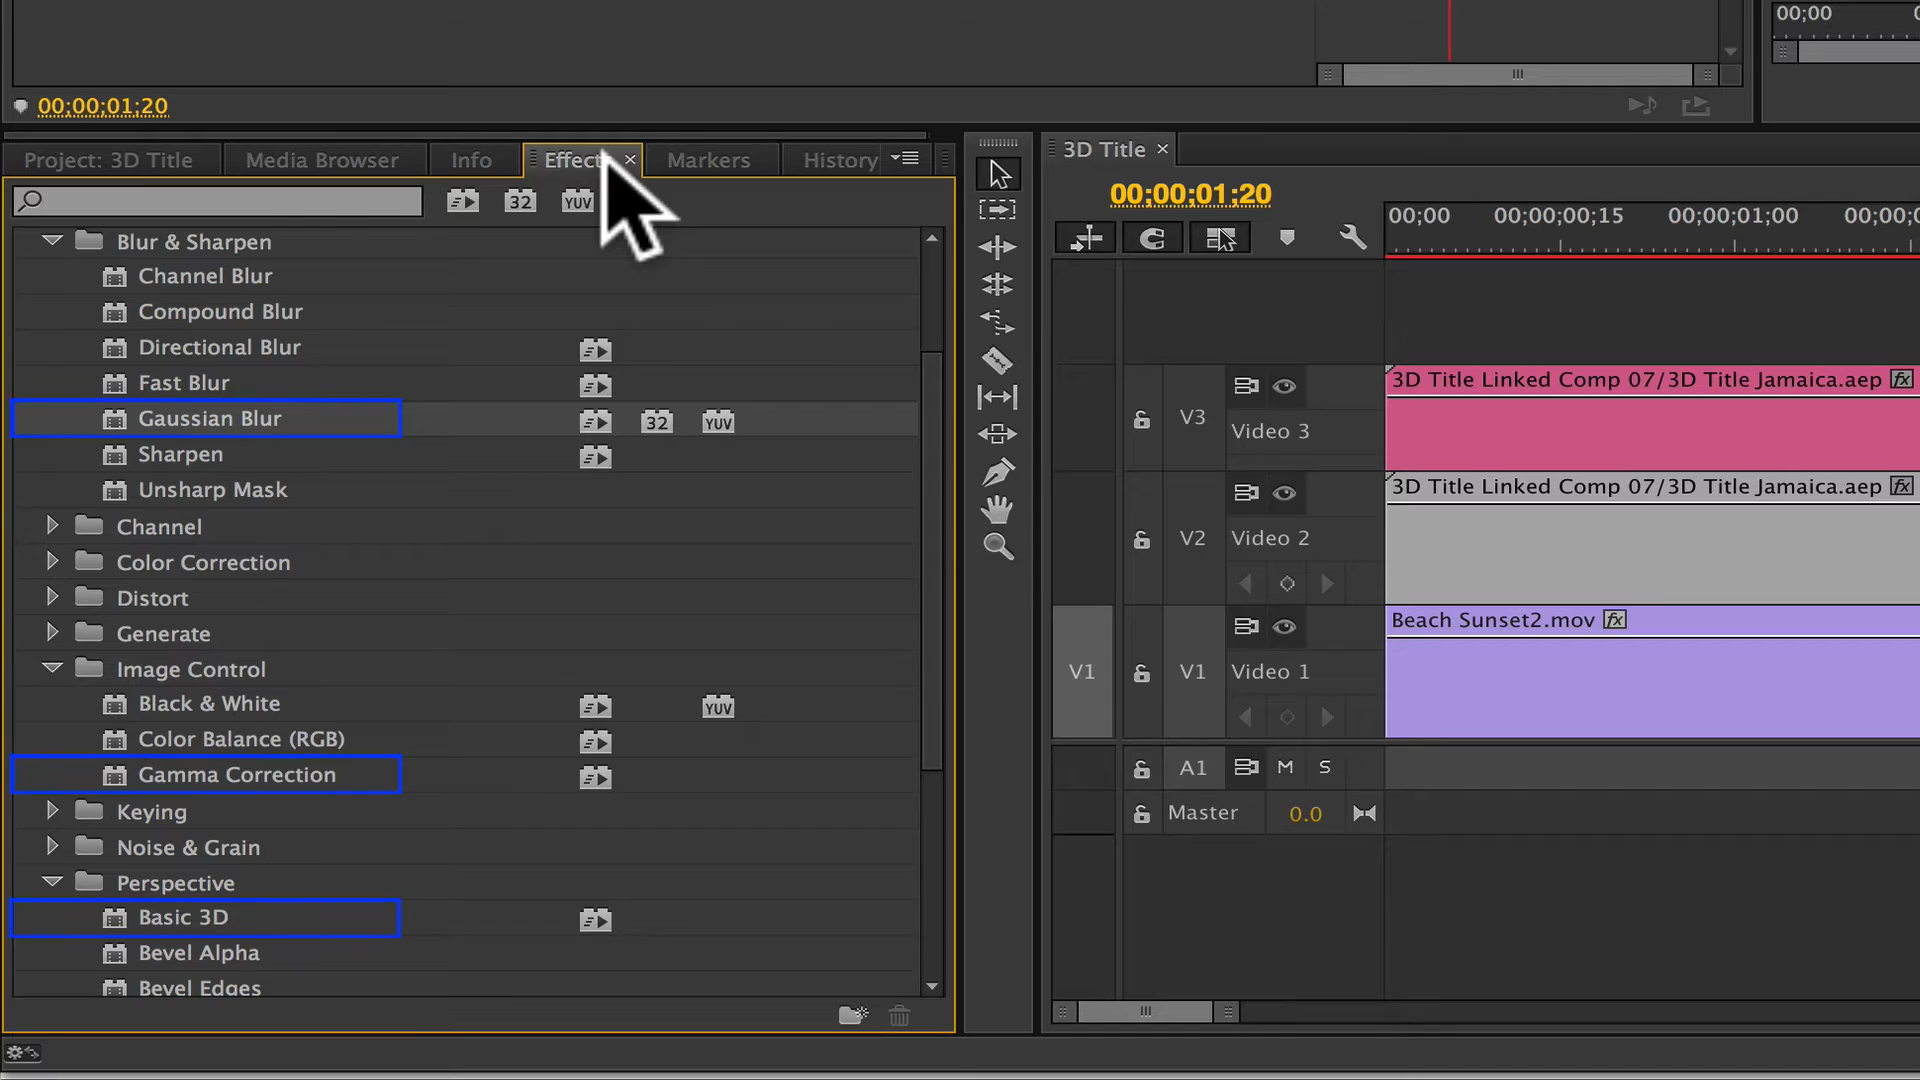 00;00
00;00;01;20
Project: 3D Title
Media Browser
Info
Effect
Markers
History
32
YUV
Blur & Sharpen
Channel Blur
Compound Blur
Directional Blur
Fast Blur
Gaussian Blur
32
YUV
Sharpen
Unsharp Mask
Channel
Color Correction
Distort
Generate
Image Control
Black & White
YUV
Color Balance (RGB)
Gamma Correction
Keying
Noise & Grain
Perspective
Basic 3D
Bevel Alpha
Bevel Edges
3D Title
00;00;01;20
00;00
00;00;00;15
00;00;01;00
00;00;0
3D Title Linked Comp 07/3D Title Jamaica.aep fx
V3
Video 3
3D Title Linked Comp 07/3D Title Jamaica.aep fx
V2
Video 2
Beach Sunset2.mov fx
V1
V1
Video 1
A1
M
S
Master
0.0